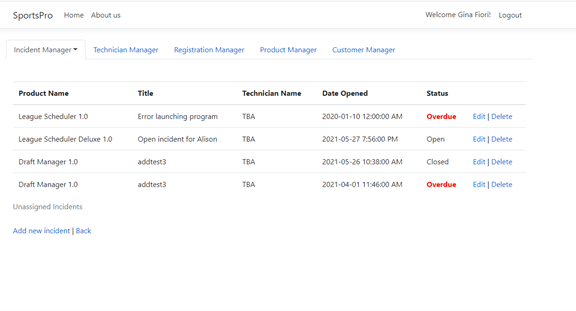 SportsPro Home About us Welcome Gina Fiori! Logout
Incident Manager Technician Manager Registration Manager Product Manager Customer Manager
Product Name Title Technician Name Date Opened Status
League Scheduler 1.0 Error launching program TBA 2020-01-10 12:00:00 AM Overdue Edit | Delete
League Scheduler Deluxe 1.0 Open incident for Alison TBA 2021-05-27 7:56:00 PM Open Edit | Delete
Draft Manager 1.0 addtest3 TBA 2021-05-26 10:38:00 AM Closed Edit | Delete
Draft Manager 1.0 addtest3 TBA 2021-04-01 11:46:00 AM Overdue Edit | Delete
Unassigned Incidents
Add new incident | Back